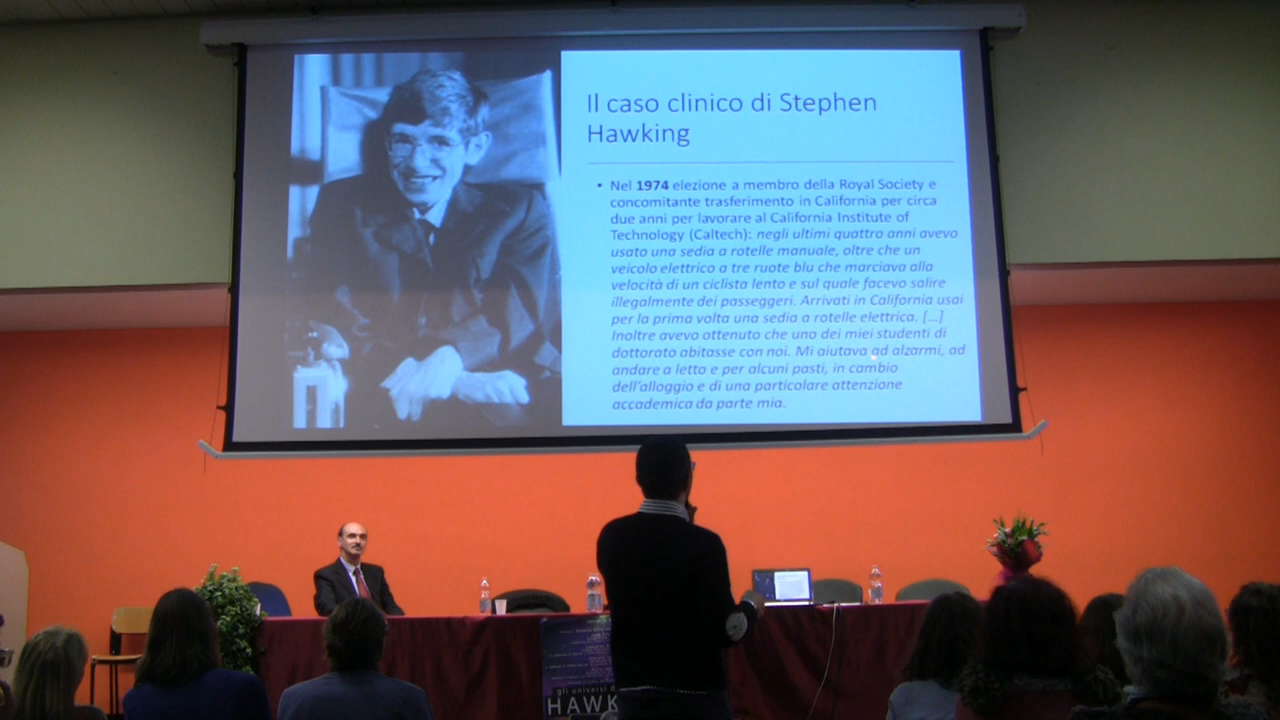 Il caso clinico di Stephen
Hawking
• Nel 1974 elezione a membro della Royal Society e
concomitante trasferimento in California per circa
due anni per lavorare al California Institute of
Technology (Caltech): negli ultimi quattro anni avevo
usato una sedia a rotelle manuale, oltre che un
veicolo elettrico a tre ruote blu che marciava alla
velocità di un ciclista lento e sul quale facevo salire
illegalmente dei passeggeri. Arrivati in California usai
per la prima volta una sedia a rotelle elettrica. [...]
Inoltre avevo ottenuto che uno dei miei studenti di
dottorato abitasse con noi. Mi aiutava ad alzarmi, ad
andare a letto e per alcuni pasti, in cambio
dell'alloggio e di una particolare attenzione
accademica da parte mia.
gli universi d
HAWK